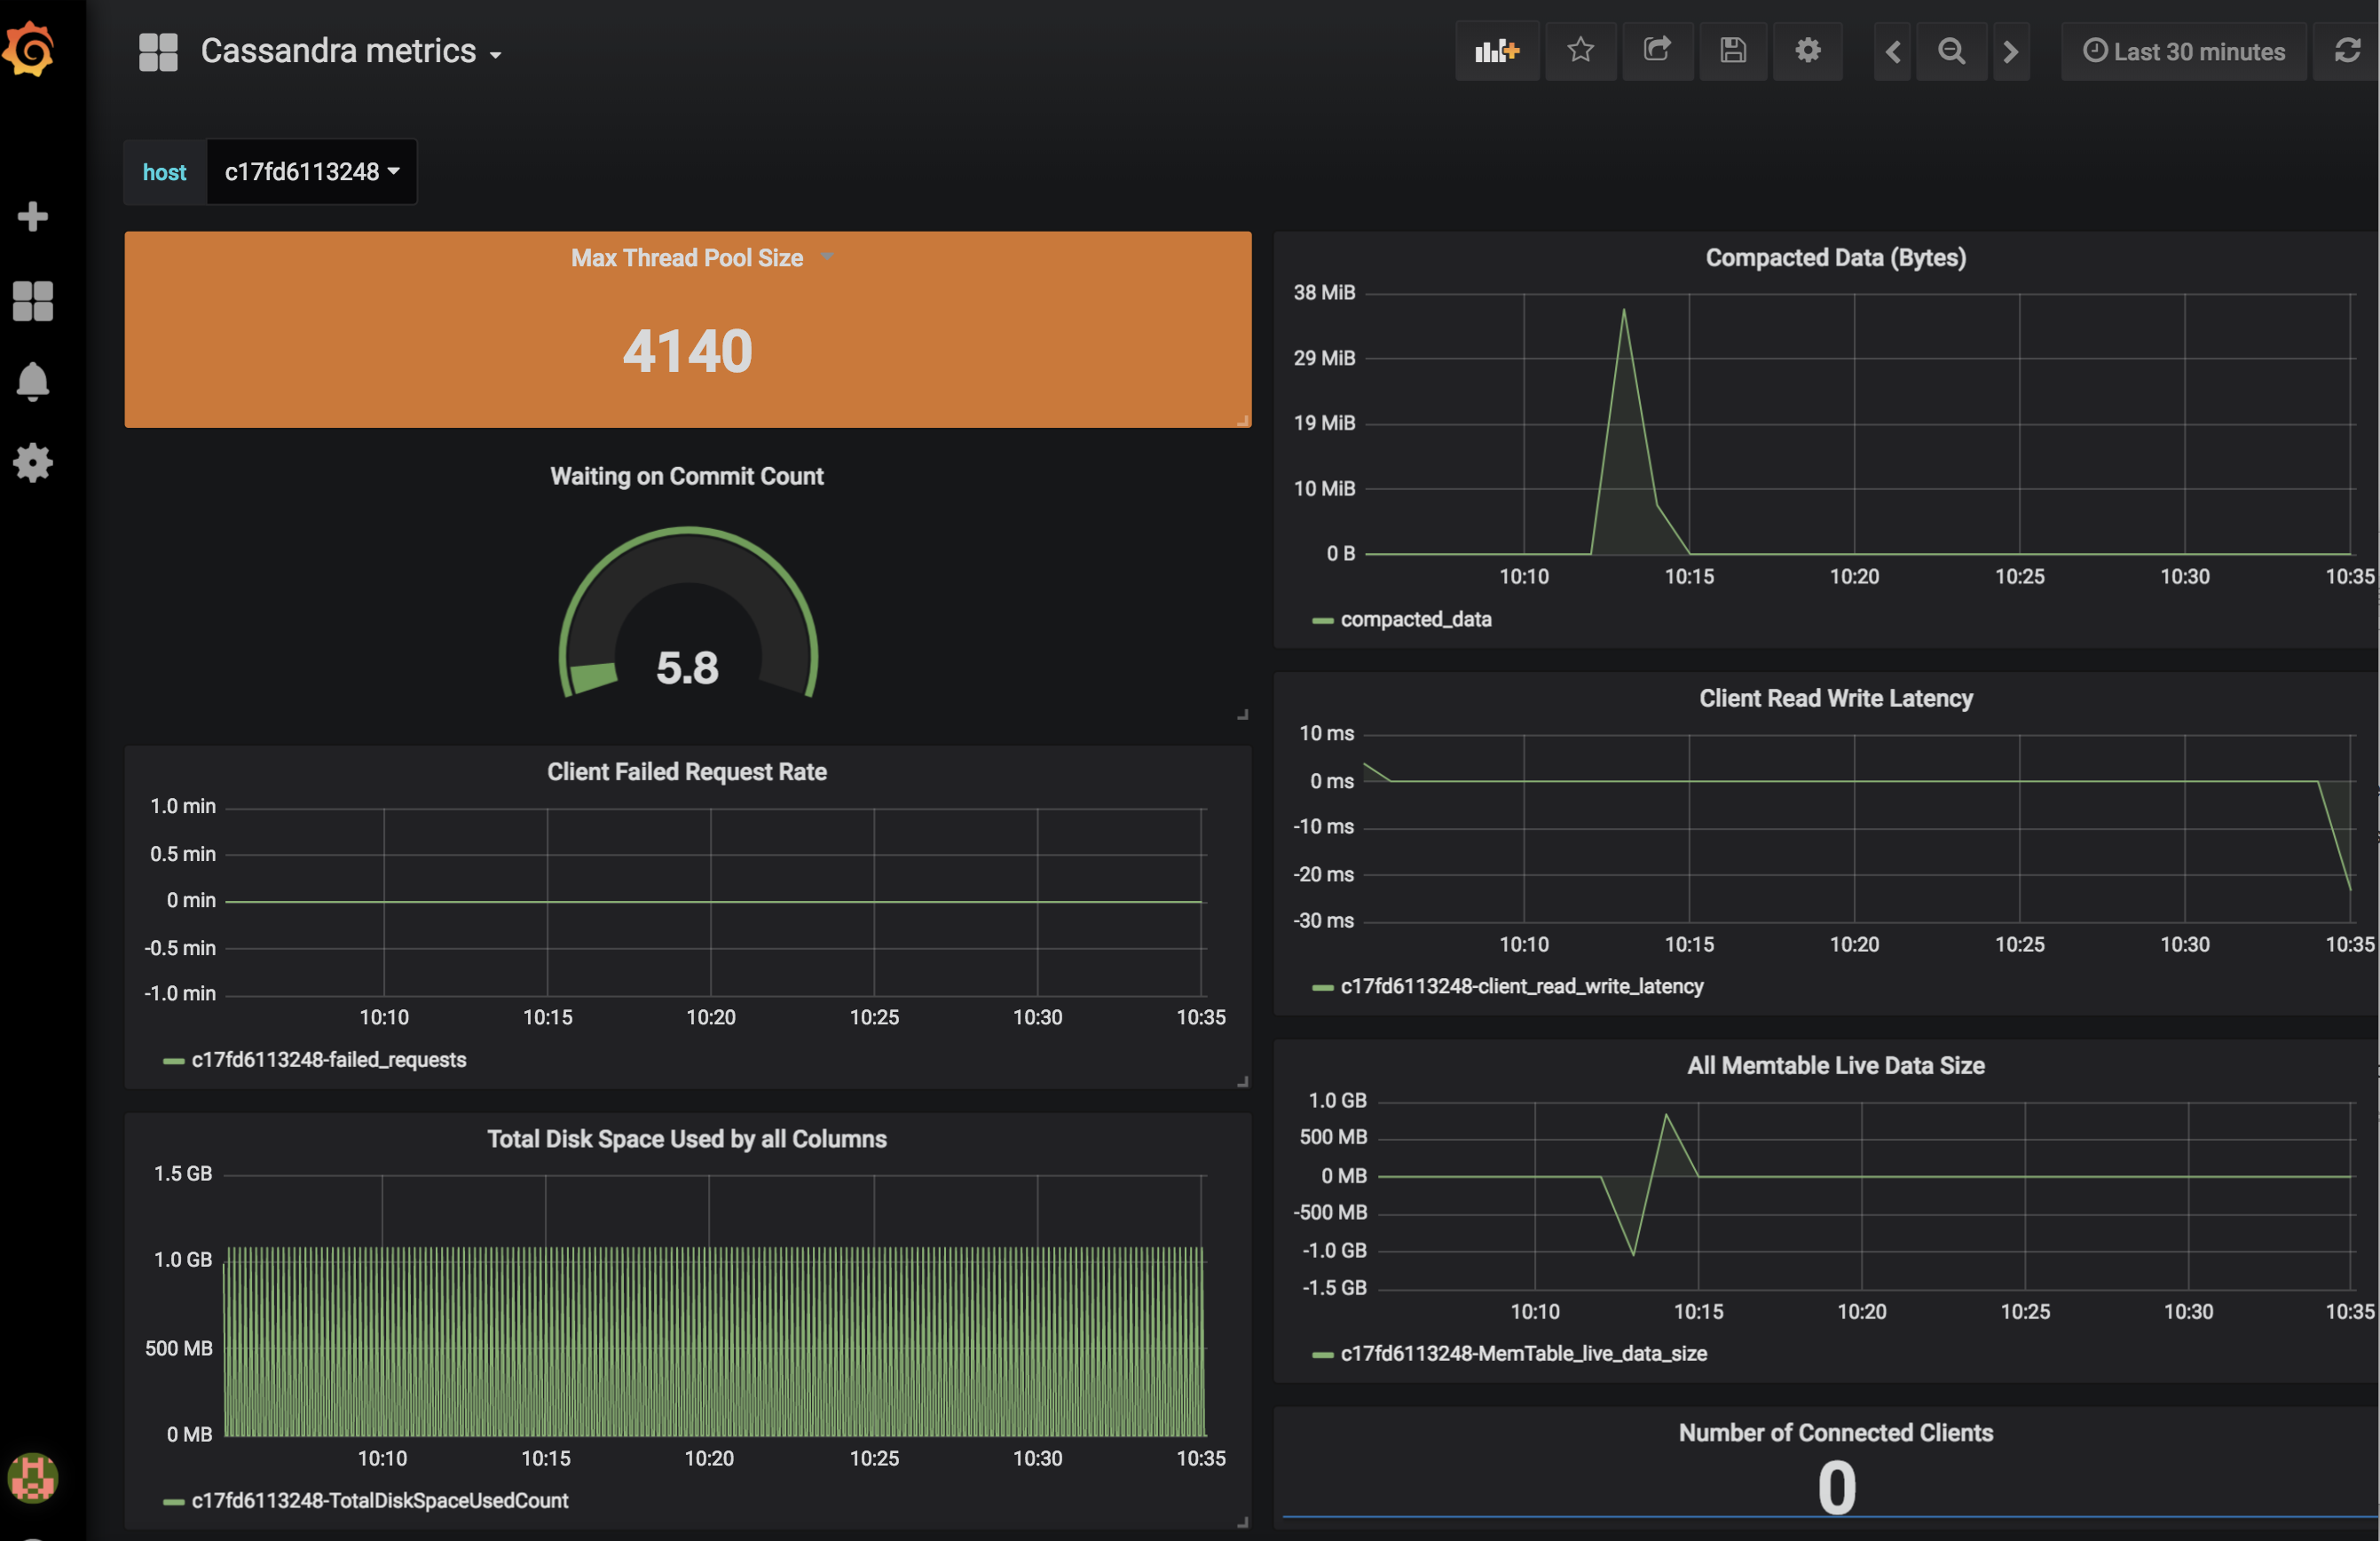 Cassandra metrics
Last 30 minutes
host
c17fd6113248
Max Thread Pool Size
4140
Waiting on Commit Count
5.8
Client Failed Request Rate
1.0 min
0.5 min
0 min
-0.5 min
-1.0 min
10:10 10:15 10:20 10:25 10:30 10:35
c17fd6113248-failed_requests
Total Disk Space Used by all Columns
1.5 GB
1.0 GB
500 MB
0 MB
10:10 10:15 10:20 10:25 10:30 10:35
c17fd6113248-TotalDiskSpaceUsedCount
Compacted Data (Bytes)
38 MiB
29 MiB
19 MiB
10 MiB
0 B
10:10 10:15 10:20 10:25 10:30 10:35
compacted_data
Client Read Write Latency
10 ms
0 ms
-10 ms
-20 ms
-30 ms
10:10 10:15 10:20 10:25 10:30 10:35
c17fd6113248-client_read_write_latency
All Memtable Live Data Size
1.0 GB
500 MB
0 MB
-500 MB
-1.0 GB
-1.5 GB
10:10 10:15 10:20 10:25 10:30 10:35
c17fd6113248-MemTable_live_data_size
Number of Connected Clients
0